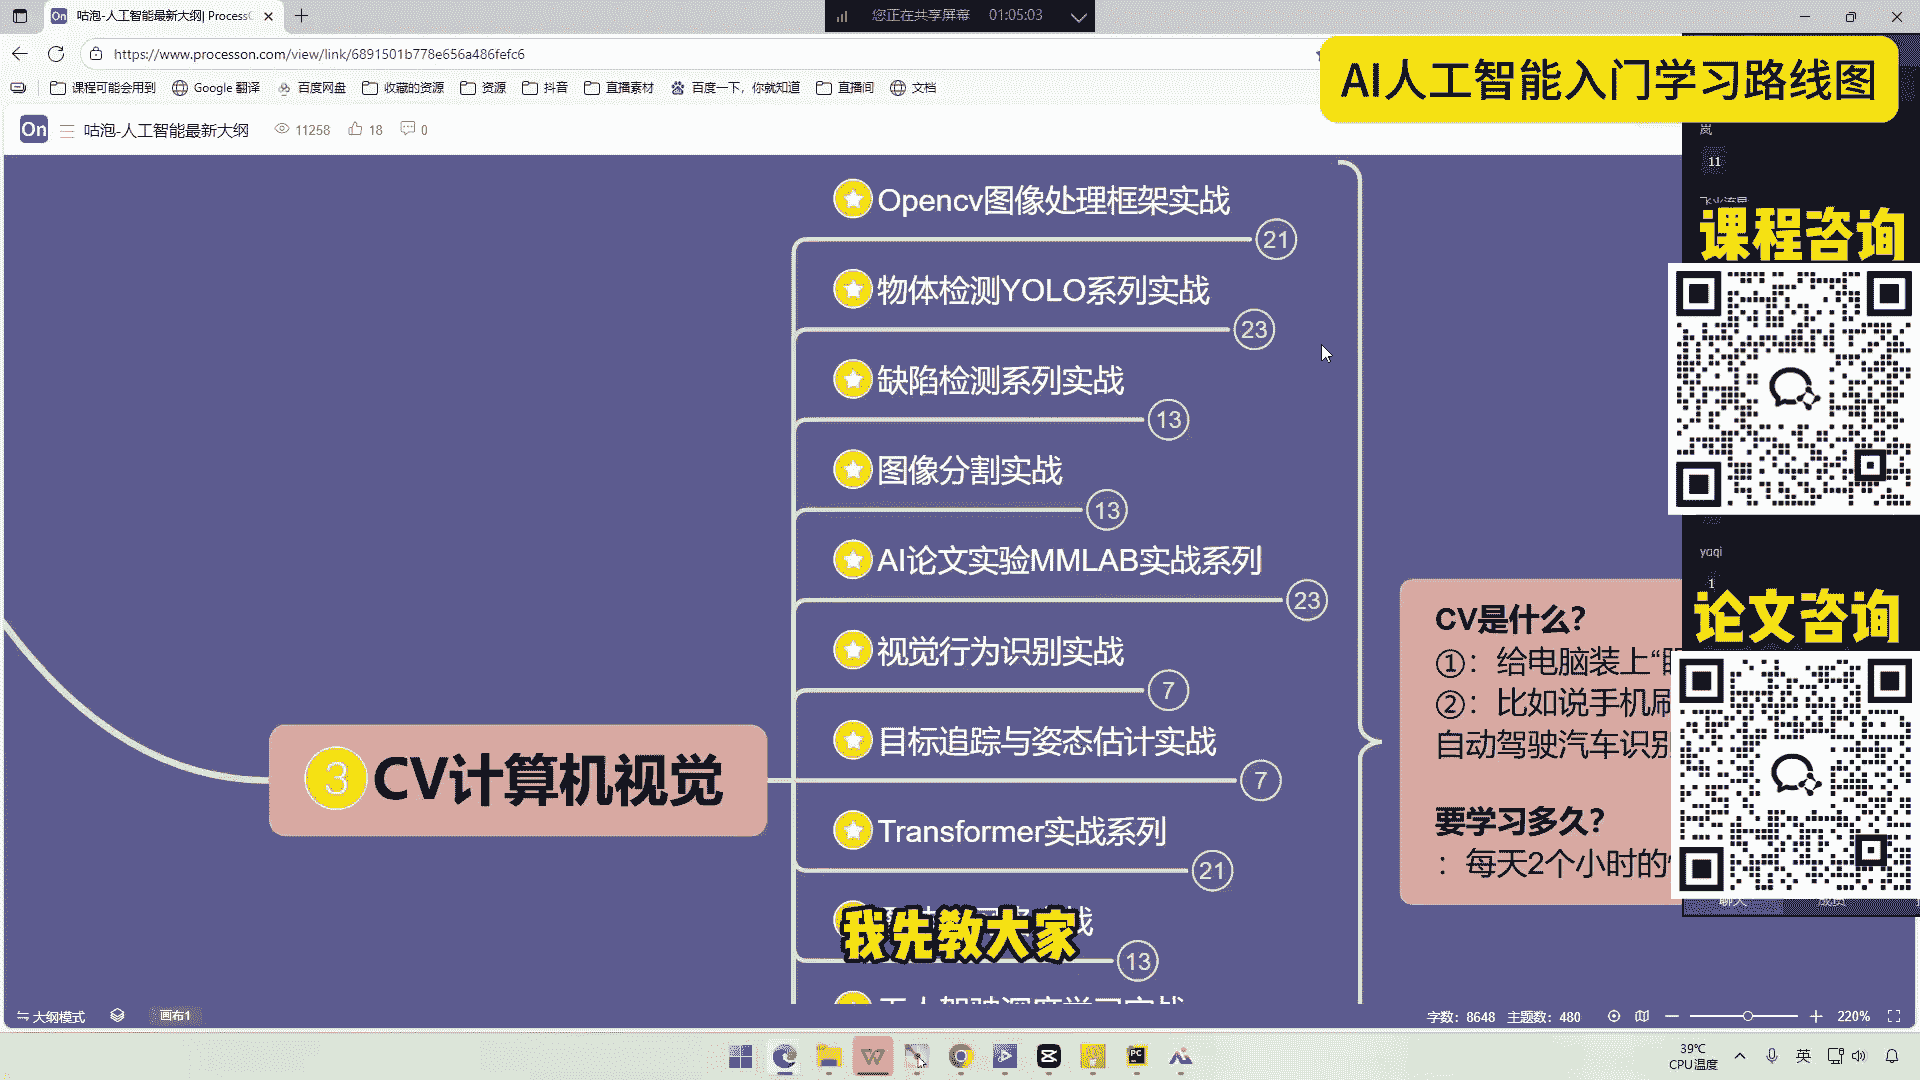 咕泡-人工智能最新大纲| Process
您正在共享屏幕 01:05:03
https://www.processon.com/view/link/6891501b778e656a486fefc6
课程可能会用到 Google 翻译 百度网盘 收藏的资源 资源 抖音 直播素材 百度一下，你就知道 直播间 文档
AI人工智能入门学习路线图
On 咕泡-人工智能最新大纲 11258 18 0
岚
11
课程咨询
Opencv图像处理框架实战
21
物体检测YOLO系列实战
23
缺陷检测系列实战
13
图像分割实战
13
AI论文实验MMLAB实战系列
23
视觉行为识别实战
7
目标追踪与姿态估计实战
7
Transformer实战系列
21
13
③CV计算机视觉
yaqi
1
论文咨询
CV是什么？
①：给电脑装上“
②：比如说手机刷
自动驾驶汽车识别
要学习多久？
：每天2个小时的
我先教大家
大纲模式 画布1
字数：8648 主题数：480 220%
39℃
CPU温度
英